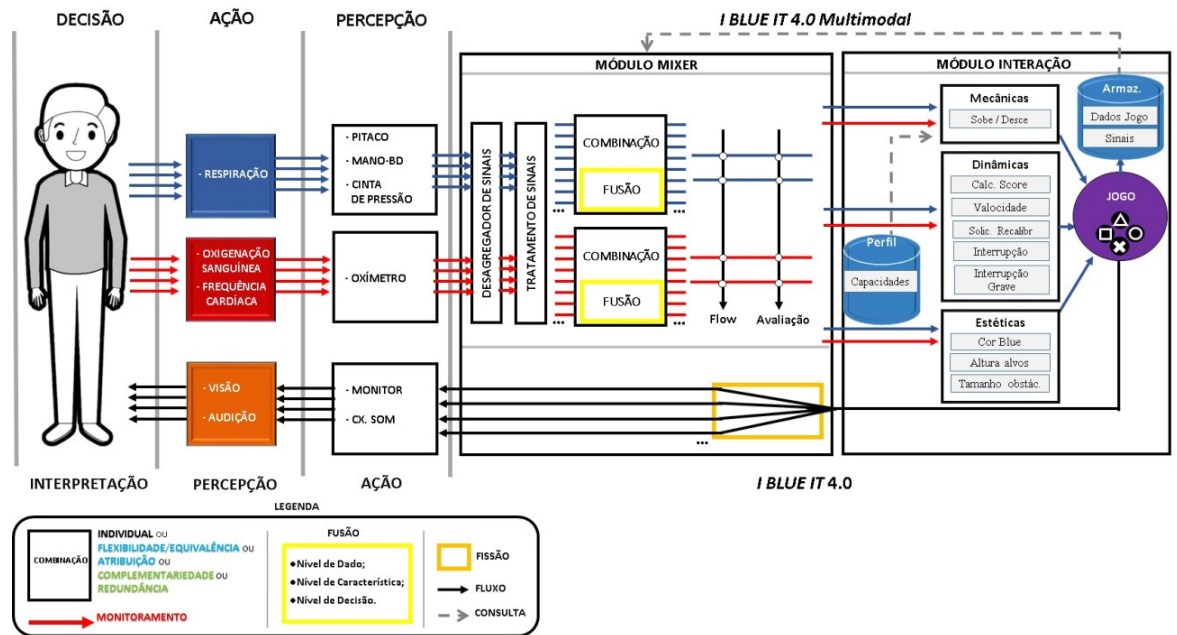 DECISÃO
AÇÃO
PERCEPÇÃO
I BLUE IT 4.0 Multimodal
MÓDULO MIXER
MÓDULO INTERAÇÃO
- RESPIRAÇÃO
- PITACO
- MANO-BD
- CINTA
DE PRESSÃO
- OXIGENAÇÃO
SANGUÍNEA
- FREQUÊNCIA
CARDÍACA
- OXÍMETRO
DESAGREGADOR DE SINAIS
TRATAMENTO DE SINAIS
COMBINAÇÃO
FUSÃO
...
...
COMBINAÇÃO
FUSÃO
...
...
Flow
Avaliação
Mecânicas
Sobe / Desce
Armaz.
Dados Jogo
Sinais
Dinâmicas
Calc. Score
Valocidade
Solic. Recalibr
Interrupção
Interrupção
Grave
JOGO
Perfil
Capacidades
Estéticas
Cor Blue
Altura alvos
Tamanho obstác.
- VISÃO
- AUDIÇÃO
- MONITOR
- CX. SOM
...
INTERPRETAÇÃO
PERCEPÇÃO
AÇÃO
I BLUE IT 4.0
LEGENDA
COMBINAÇÃO
INDIVIDUAL ou
FLEXIBILIDADE/EQUIVALÊNCIA ou
ATRIBUIÇÃO ou
COMPLEMENTARIEDADE ou
REDUNDÂNCIA
MONITORAMENTO
FUSÃO
●Nível de Dado;
●Nível de Característica;
●Nível de Decisão.
FISSÃO
FLUXO
CONSULTA